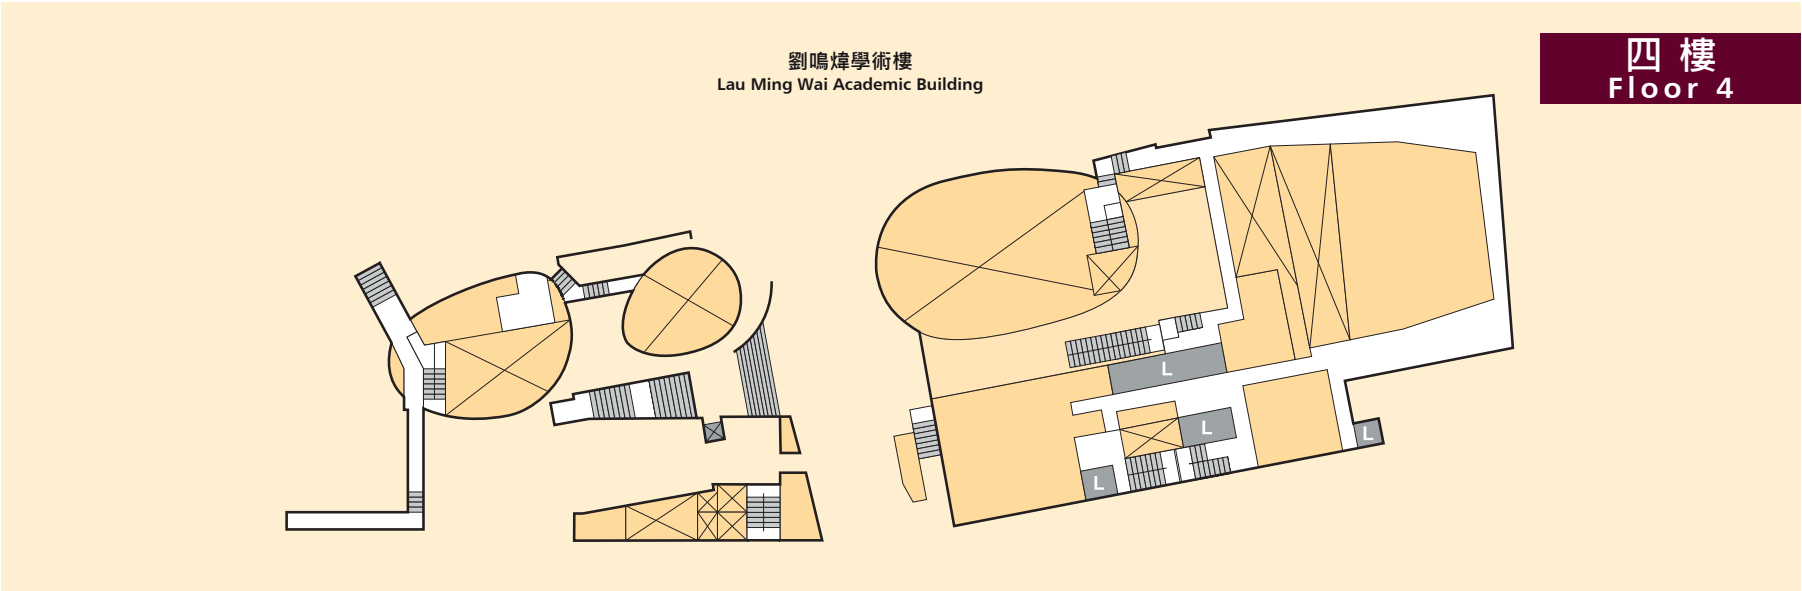 劉鳴煒學術樓
Lau Ming Wai Academic Building
四樓
Floor 4
L
L
L
L